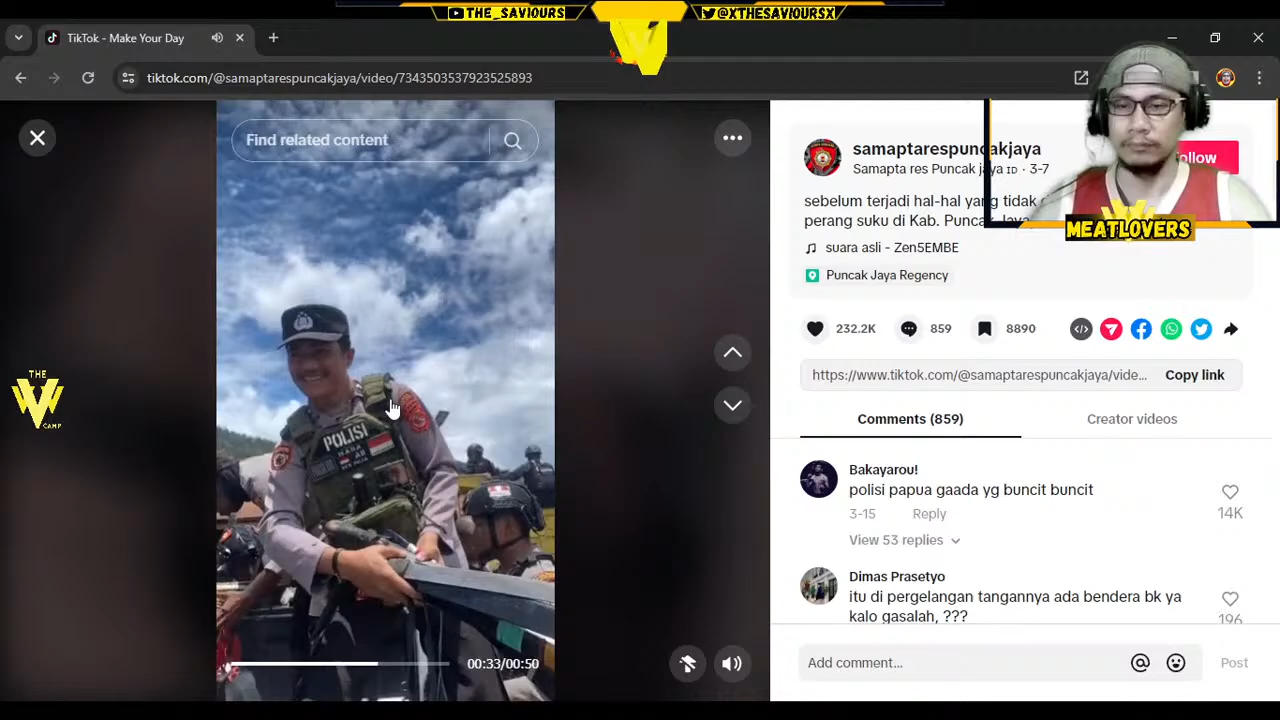 THE_SAVIOURS
@XTHESAVIOURSX
TikTok - Make Your Day
tiktok.com/@samaptarespuncakjaya/video/7343503537923525893
Find related content
samaptarespuncakjaya
Samapta res Puncak jaya ID · 3-7
Follow
sebelum terjadi hal-hal yang tidak
perang suku di Kab. Puncak Jaya
suara asli - Zen5EMBE
Puncak Jaya Regency
MEATLOVERS
232.2K
859
8890
https://www.tiktok.com/@samaptarespuncakjaya/vide...
Copy link
Comments (859)
Creator videos
THE
W
CAMP
POLISI
Bakayarou!
polisi papua gaada yg buncit buncit
3-15
Reply
14K
View 53 replies
Dimas Prasetyo
itu di pergelangan tangannya ada bendera bk ya
kalo gasalah, ???
196
00:33/00:50
Add comment...
Post